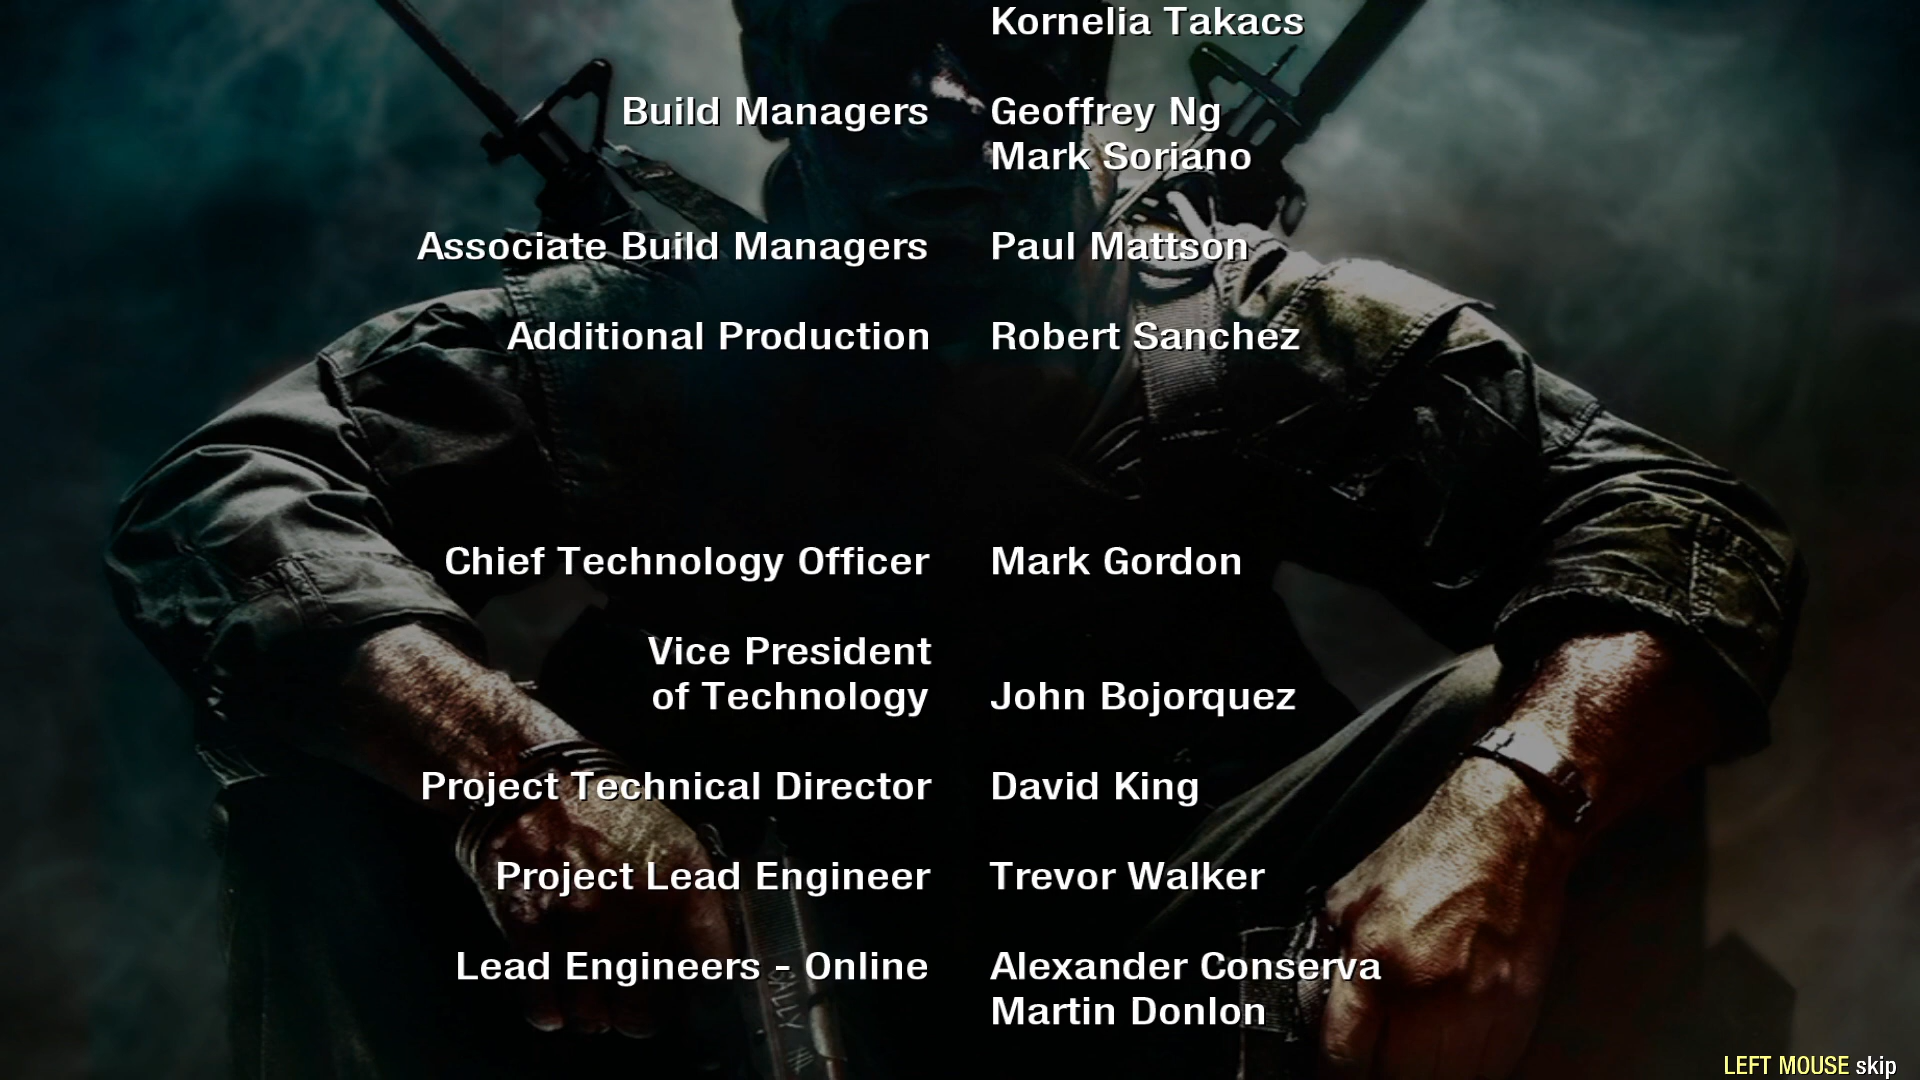 Kornelia Takacs
Build Managers Geoffrey Ng
Mark Soriano
Associate Build Managers Paul Mattson
Additional Production Robert Sanchez
Chief Technology Officer Mark Gordon
Vice President
of Technology John Bojorquez
Project Technical Director David King
Project Lead Engineer Trevor Walker
Lead Engineers - Online Alexander Conserva
Martin Donlon
LEFT MOUSE skip